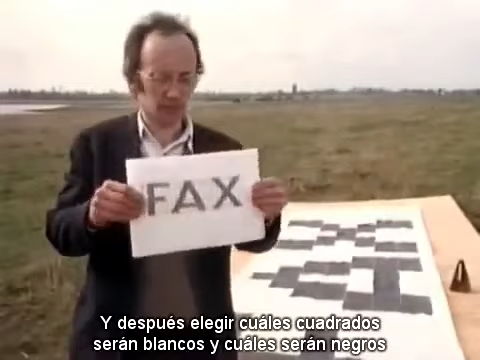 FAX
Y después elegir cuáles cuadrados
serán blancos y cuáles serán negros